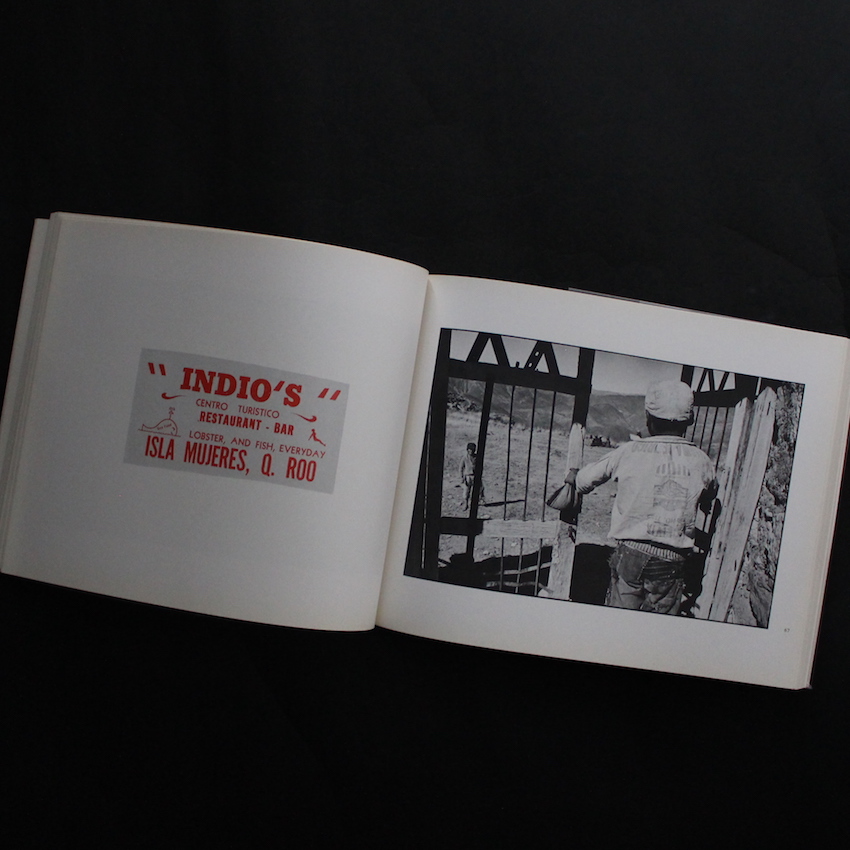 " INDIO'S "
CENTRO TURISTICO
RESTAURANT - BAR
LOBSTER, AND FISH, EVERYDAY
ISLA MUJERES, Q. ROO